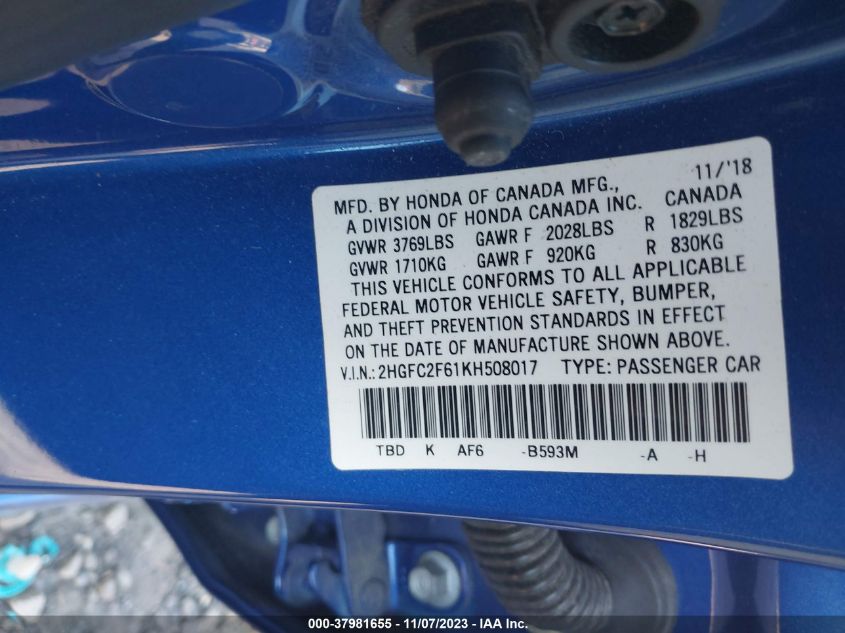 11/'18
MFD. BY HONDA OF CANADA MFG.,
A DIVISION OF HONDA CANADA INC. CANADA
GVWR 3769LBS GAWR F 2028LBS R 1829LBS
GVWR 1710KG GAWR F 920KG R 830KG
THIS VEHICLE CONFORMS TO ALL APPLICABLE
FEDERAL MOTOR VEHICLE SAFETY, BUMPER,
AND THEFT PREVENTION STANDARDS IN EFFECT
ON THE DATE OF MANUFACTURE SHOWN ABOVE.
V.I.N.: 2HGFC2F61KH508017 TYPE: PASSENGER CAR
TBD K AF6 -B593M -A -H
000-37981655 - 11/07/2023 - IAA Inc.